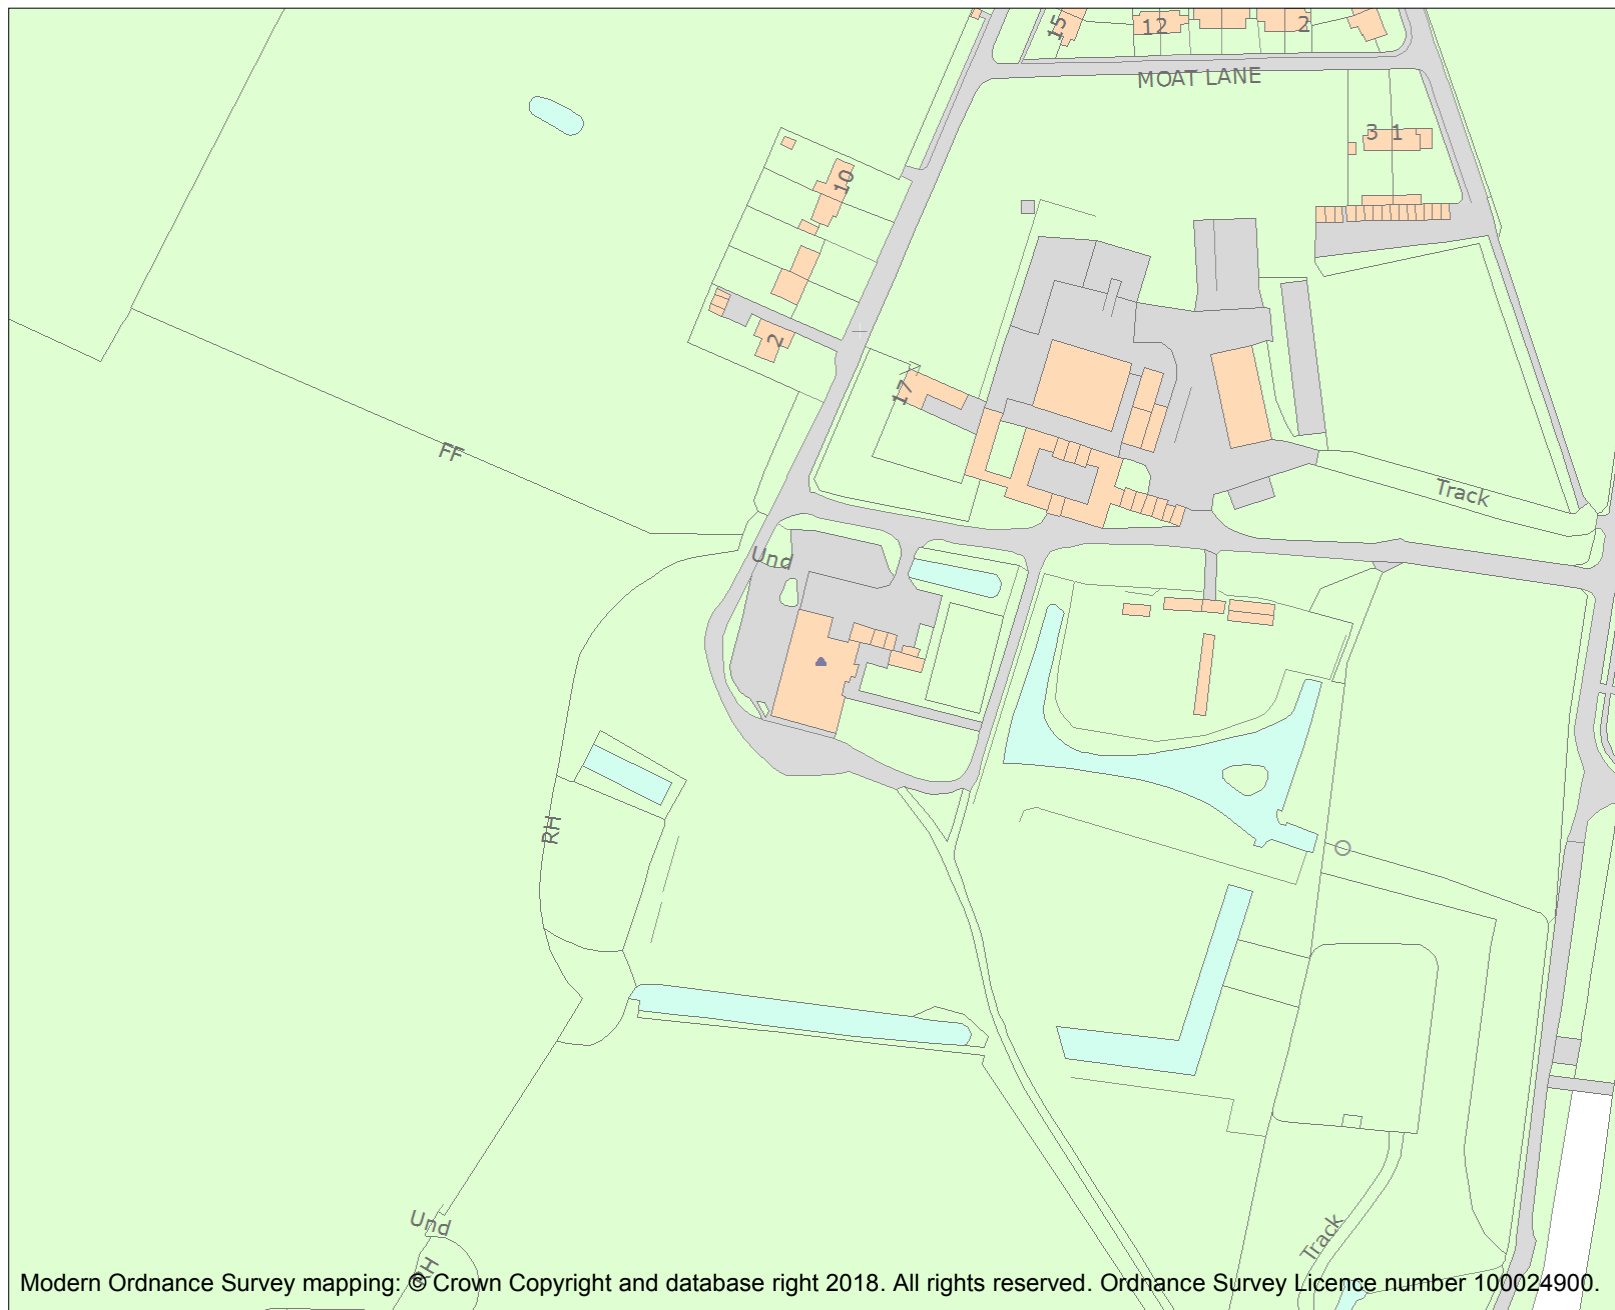 15
12
2
MOAT LANE
3 1
10
2
17
FF
Track
Und
RH
Und
Track
RH
Modern Ordnance Survey mapping: © Crown Copyright and database right 2018. All rights reserved. Ordnance Survey Licence number 100024900.